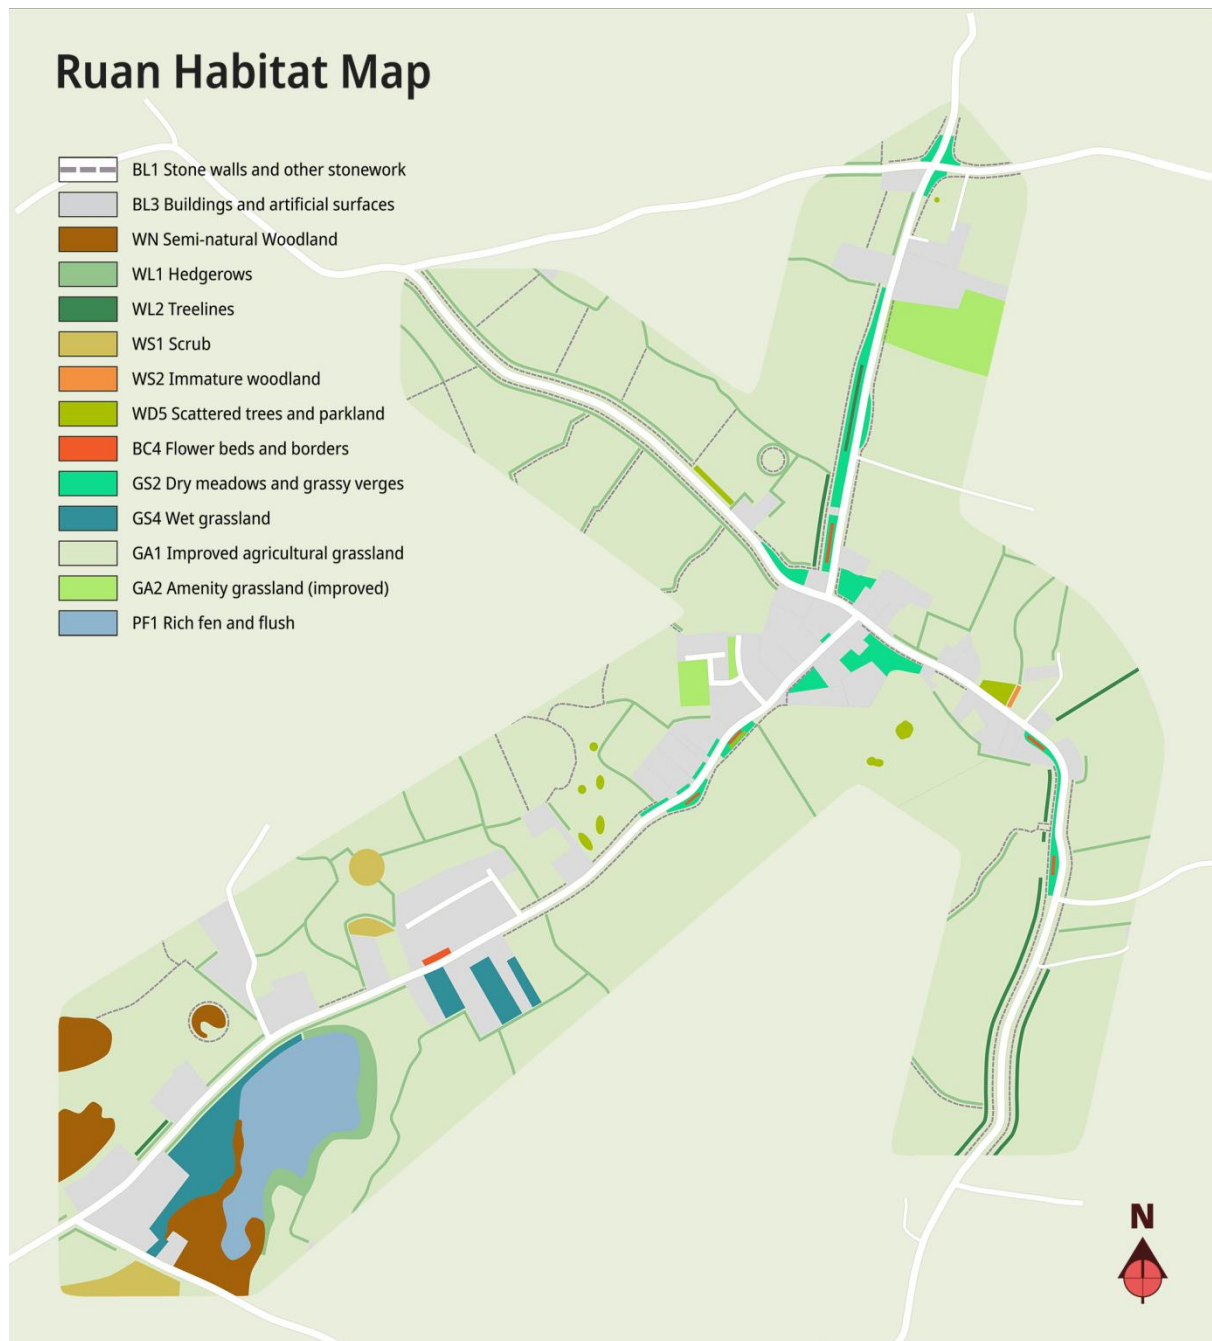 Ruan Habitat Map
BL1 Stone walls and other stonework
BL3 Buildings and artificial surfaces
WN Semi-natural Woodland
WL1 Hedgerows
WL2 Treelines
WS1 Scrub
WS2 Immature woodland
WD5 Scattered trees and parkland
BC4 Flower beds and borders
GS2 Dry meadows and grassy verges
GS4 Wet grassland
GA1 Improved agricultural grassland
GA2 Amenity grassland (improved)
PF1 Rich fen and flush
N